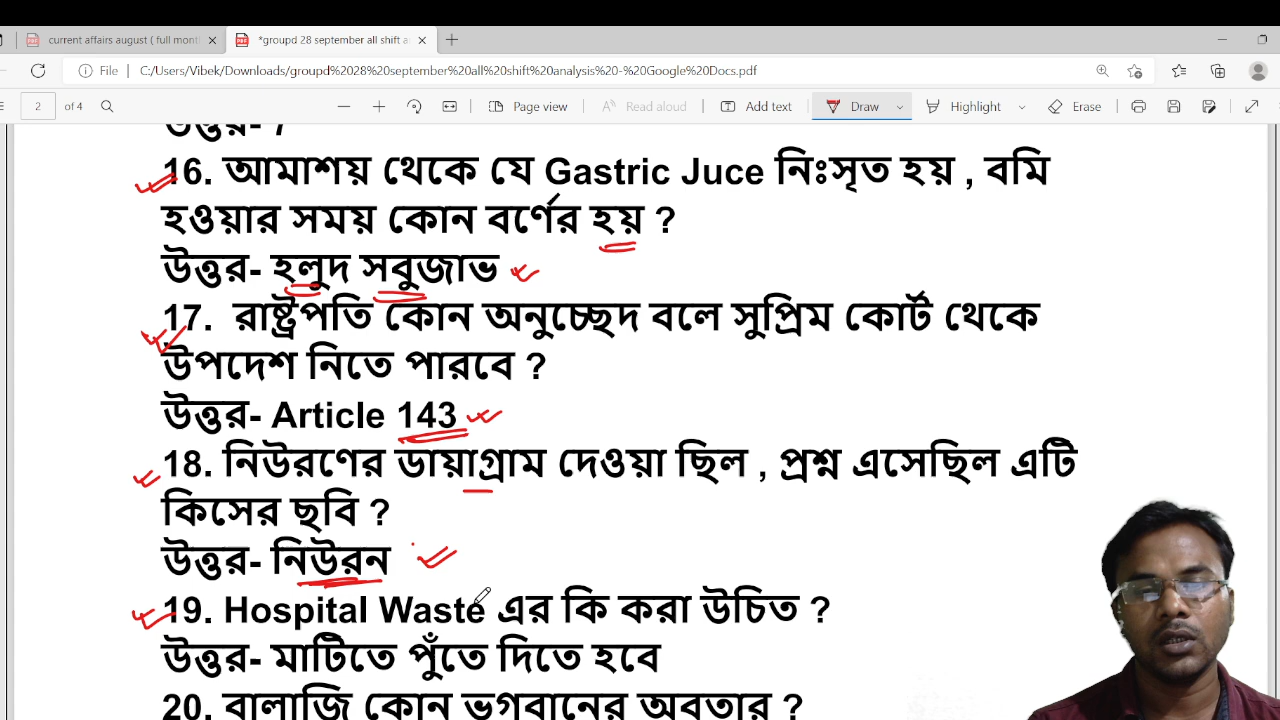 current affairs august ( full mont
*groupd 28 september all shift a
File C:/Users/Vibek/Downloads/groupd%2028%20september%20all%20shift%20analysis%20-%20Google%20Docs.pdf
2 of 4 Page view Read aloud Add text Draw Highlight Erase
উত্তর- 7
16. আমাশয় থেকে যে Gastric Juce নিঃসৃত হয় , বমি
হওয়ার সময় কোন বর্ণের হয় ?
উত্তর- হলুদ সবুজাভ
17. রাষ্ট্রপতি কোন অনুচ্ছেদ বলে সুপ্রিম কোর্ট থেকে
উপদেশ নিতে পারবে ?
উত্তর- Article 143
18. নিউরণের ডায়াগ্রাম দেওয়া ছিল , প্রশ্ন এসেছিল এটি
কিসের ছবি ?
উত্তর- নিউরন
19. Hospital Waste এর কি করা উচিত ?
উত্তর- মাটিতে পুঁতে দিতে হবে
20. বালাজি কোন ভগবানের অবতার ?